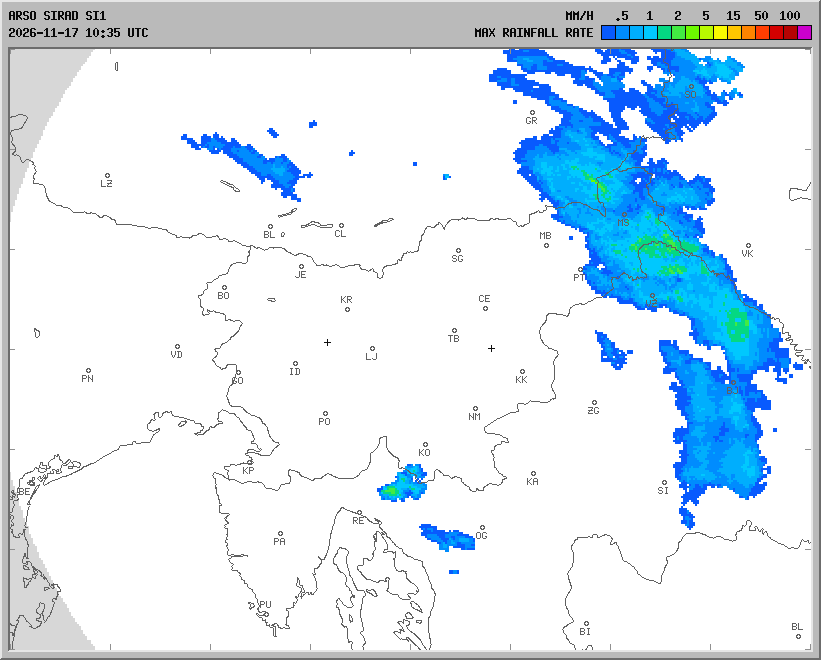 ARSO SIRAD SI1
2026-11-17 10:35 UTC
MM/H .5 1 2 5 15 50 100
MAX RAINFALL RATE
GR
LZ
MS
BL
CL
MB
SG
VK
JE
PT
BO
KR
CE
TB
VD
LJ
ID
PN
GO
KK
PO
NM
ZG
KO
KP
KA
BE
SI
RE
OG
PA
PU
BI
BL